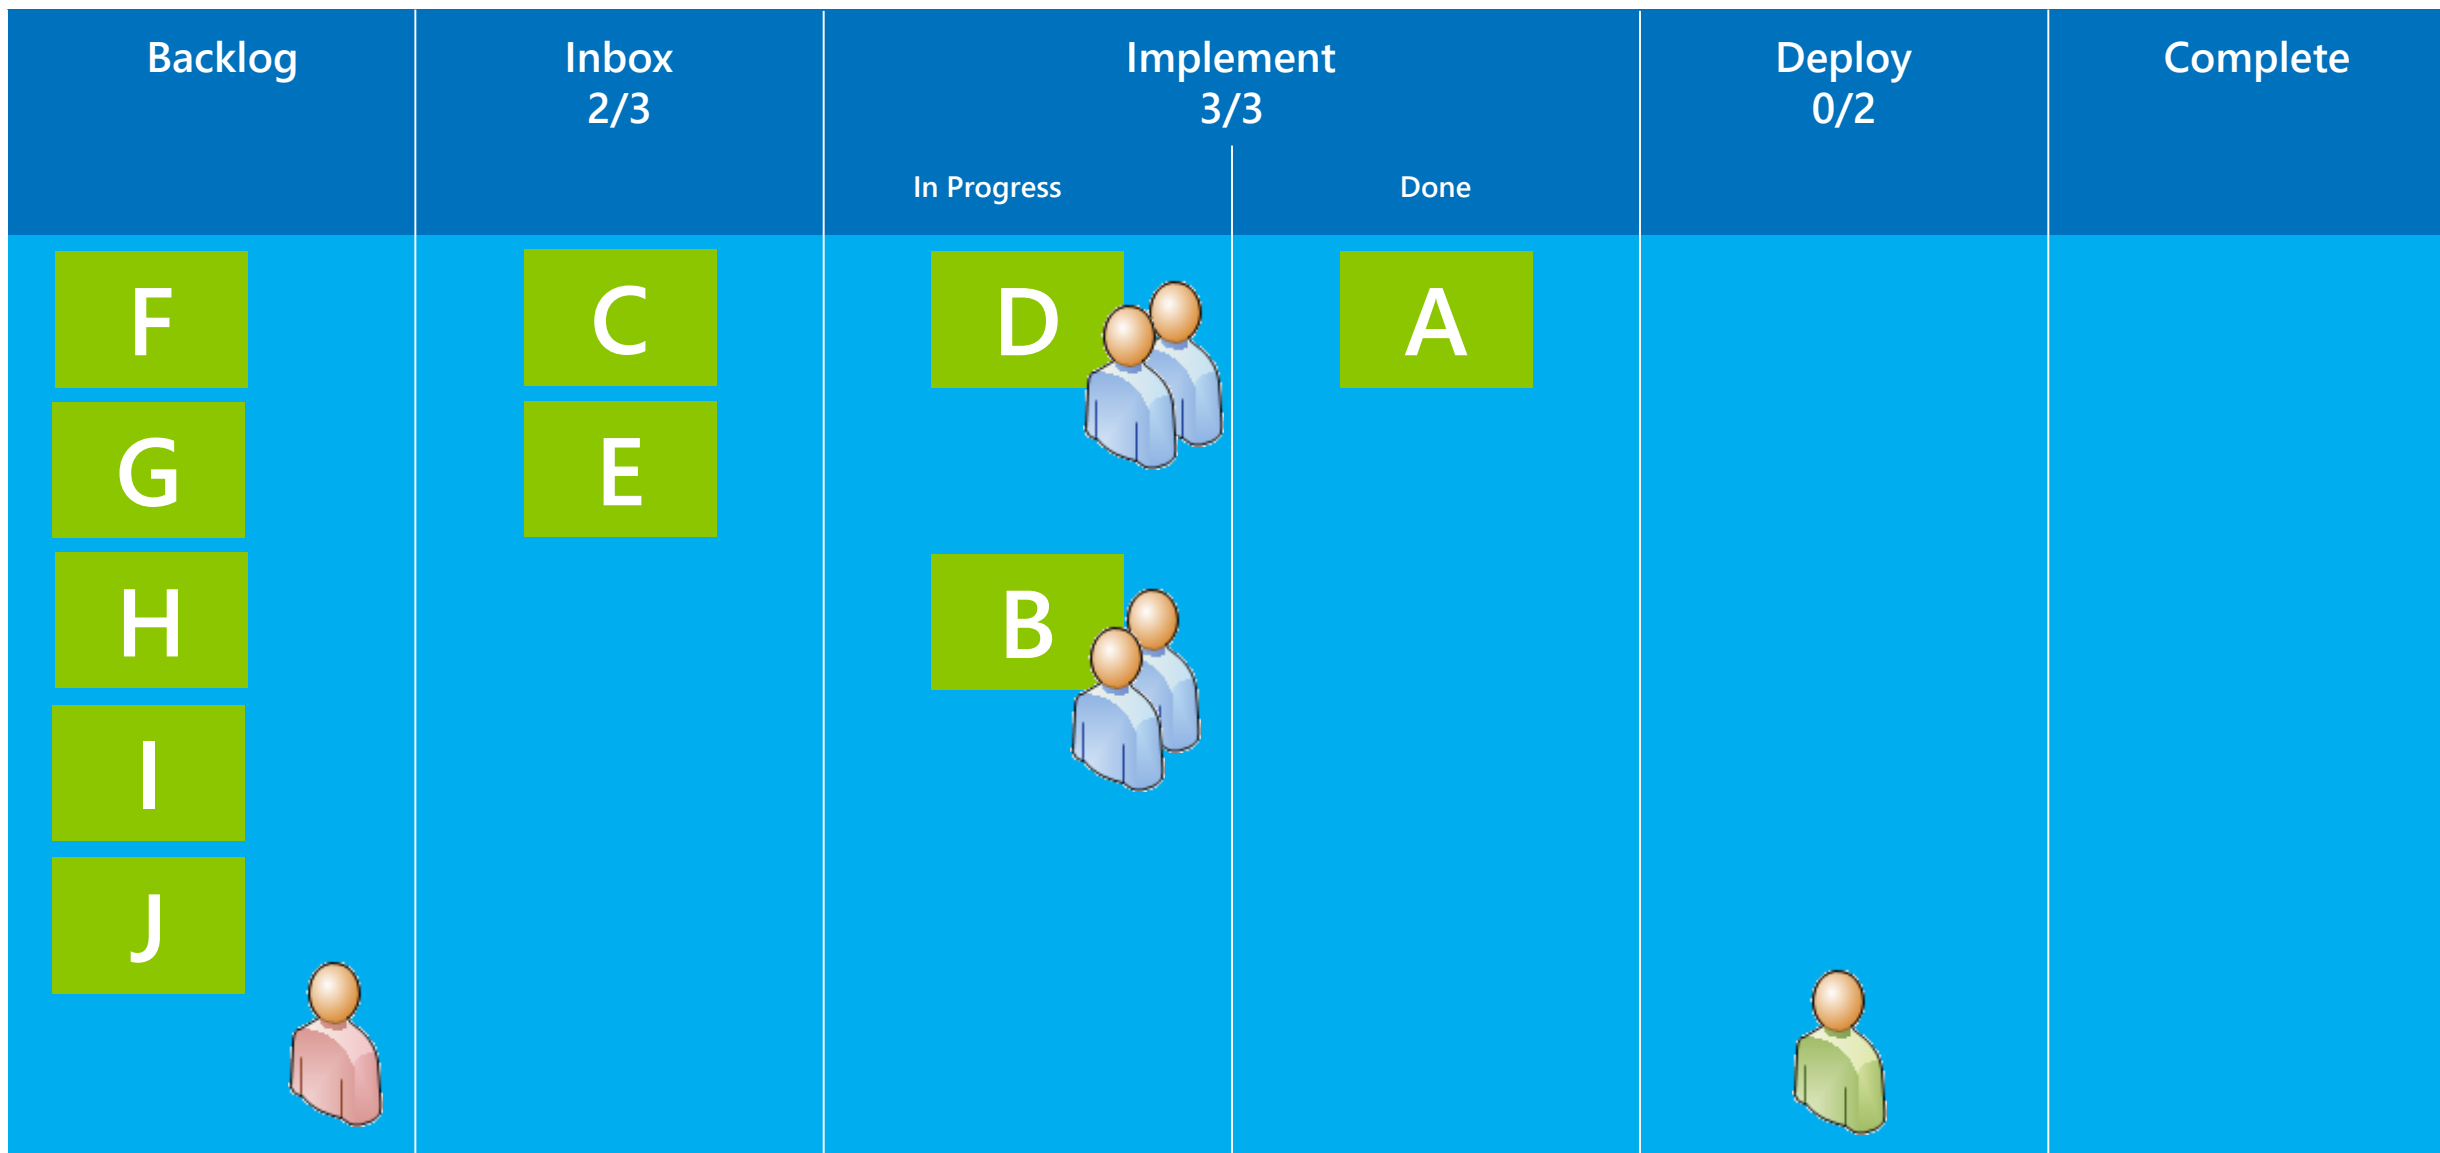 Backlog
Inbox
2/3
Implement
3/3
In Progress
Done
Deploy
0/2
Complete
F
G
H
I
J
C
E
D
B
A